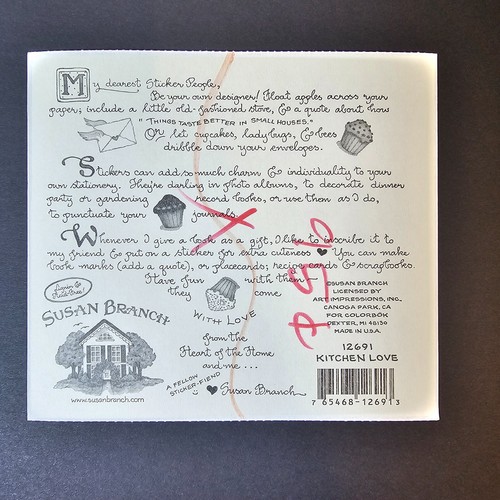 My dearest Sticker People,
Be your own designer! Float apples across your
paper; include a little old-fashioned stove, & a quote about how
"THINGS TASTE BETTER IN SMALL HOUSES."
Or let cupcakes, ladybugs, & bees
dribble down your envelopes.
Stickers can add so much charm & individuality to your
own stationery. They're darling in photo albums, to decorate dinner
party or gardening record books, or use them as I do,
to punctuate your journals.
Whenever I give a book as a gift, I like to inscribe it to
my friend & put on a sticker for extra cuteness ♥ You can make
book marks (add a quote), or placecards; recipe cards & scrapbooks.
Have fun with them —
they come
WITH LOVE
from the
Heart of the Home
and me . . . .
A FELLOW
STICKER-FIEND
♥ Susan Branch
Lignin &
Acid Free!
SUSAN BRANCH
www.susanbranch.com
©SUSAN BRANCH
LICENSED BY
ART IMPRESSIONS, INC.
CANOGA PARK, CA
FOR COLORBÖK
DEXTER, MI 48130
MADE IN U.S.A.
12691
KITCHEN LOVE
7 65468-12691 3